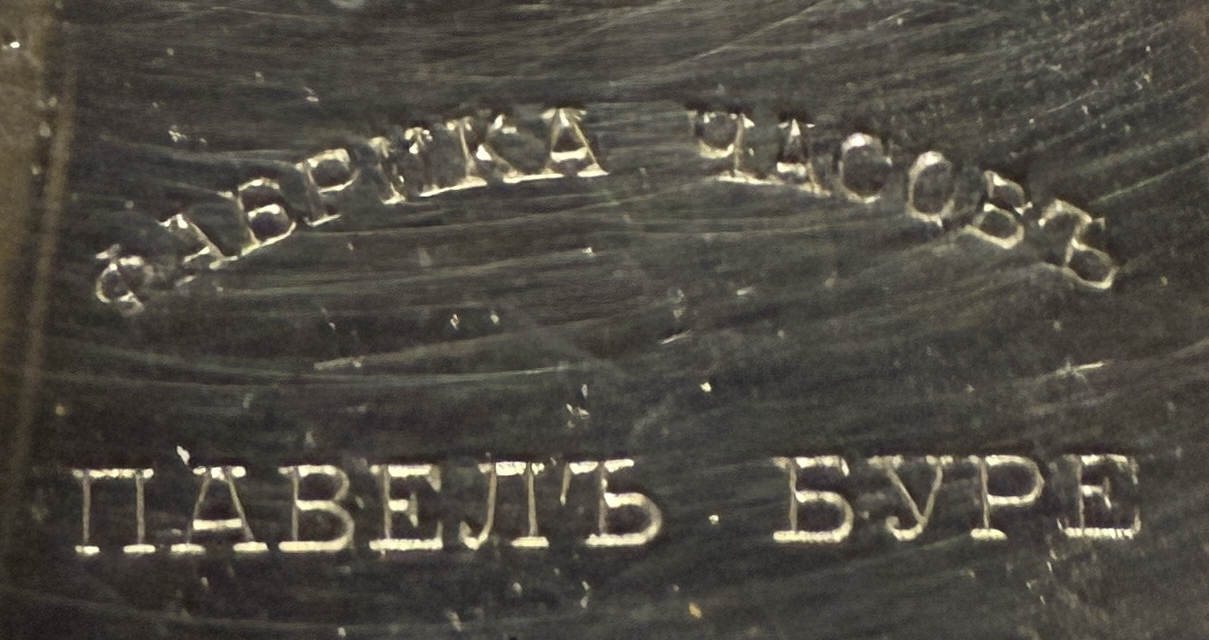 ФАБРИКА ЧАСОВЪ
ПАВЕЛЪ БУРЕ